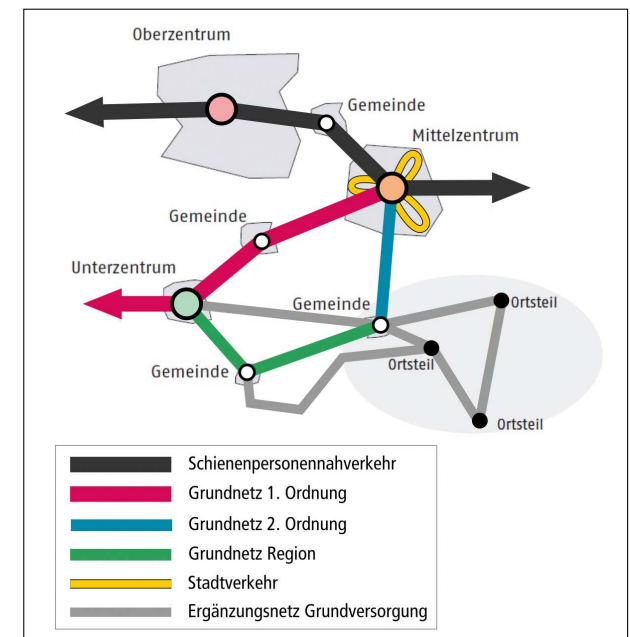 Oberzentrum
Gemeinde
Mittelzentrum
Gemeinde
Unterzentrum
Gemeinde
Ortsteil
Ortsteil
Gemeinde
Ortsteil
Schienenpersonennahverkehr
Grundnetz 1. Ordnung
Grundnetz 2. Ordnung
Grundnetz Region
Stadtverkehr
Ergänzungsnetz Grundversorgung